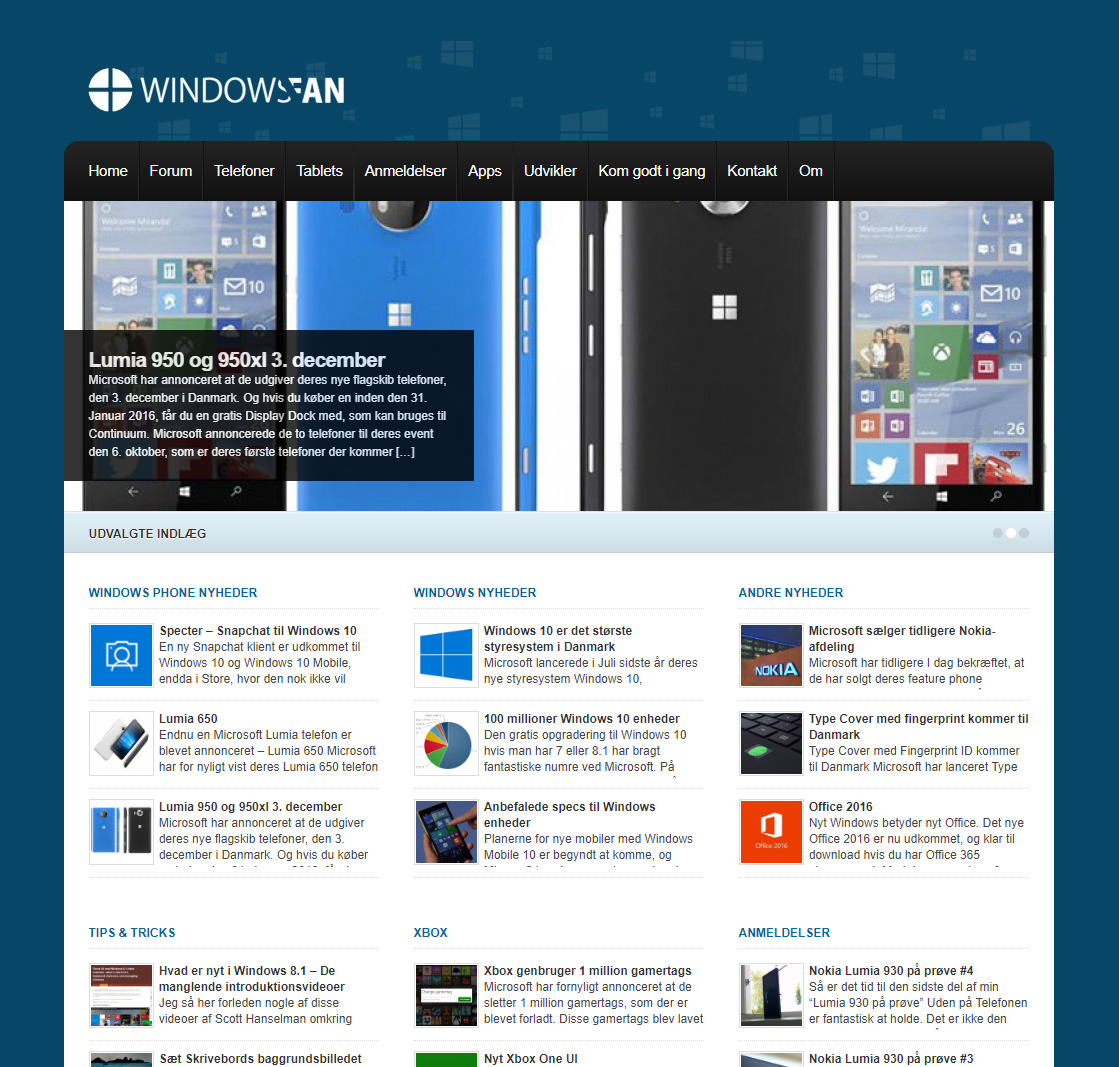 WINDOWSFAN
Home Forum Telefoner Tablets Anmeldelser Apps Udvikler Kom godt i gang Kontakt Om
Welcome Miranda!
10
Welcome Miranda!
10
26
Lumia 950 og 950xl 3. december
Microsoft har annonceret at de udgiver deres nye flagskib telefoner,
den 3. december i Danmark. Og hvis du køber en inden den 31.
Januar 2016, får du en gratis Display Dock med, som kan bruges til
Continuum. Microsoft annoncerede de to telefoner til deres event
den 6. oktober, som er deres første telefoner der kommer [...]
UDVALGTE INDLÆG
WINDOWS PHONE NYHEDER
Specter – Snapchat til Windows 10
En ny Snapchat klient er udkommet til
Windows 10 og Windows 10 Mobile,
endda i Store, hvor den nok ikke vil
Lumia 650
Endnu en Microsoft Lumia telefon er
blevet annonceret – Lumia 650 Microsoft
har for nyligt vist deres Lumia 650 telefon
Lumia 950 og 950xl 3. december
Microsoft har annonceret at de udgiver
deres nye flagskib telefoner, den 3.
december i Danmark. Og hvis du køber
WINDOWS NYHEDER
Windows 10 er det største
styresystem i Danmark
Microsoft lancerede i Juli sidste år deres
nye styresystem Windows 10,
100 millioner Windows 10 enheder
Den gratis opgradering til Windows 10
hvis man har 7 eller 8.1 har bragt
fantastiske numre ved Microsoft. På
Anbefalede specs til Windows
enheder
Planerne for nye mobiler med Windows
Mobile 10 er begyndt at komme, og
ANDRE NYHEDER
NOKIA
Microsoft sælger tidligere Nokia-
afdeling
Microsoft har tidligere I dag bekræftet, at
de har solgt deres feature phone
Type Cover med fingerprint kommer til
Danmark
Type Cover med Fingerprint ID kommer
til Danmark Microsoft har lanceret Type
Office 2016
Office 2016
Nyt Windows betyder nyt Office. Det nye
Office 2016 er nu udkommet, og klar til
download hvis du har Office 365
TIPS & TRICKS
Hvad er nyt i Windows 8.1 – De
manglende introduktionsvideoer
Jeg så her forleden nogle af disse
videoer af Scott Hanselman omkring
Sæt Skrivebords baggrundsbilledet
XBOX
Xbox genbruger 1 million gamertags
Microsoft har fornyligt annonceret at de
sletter 1 million gamertags, som der er
blevet forladt. Disse gamertags blev lavet
Nyt Xbox One UI
ANMELDELSER
Nokia Lumia 930 på prøve #4
Så er det tid til den sidste del af min
“Lumia 930 på prøve” Uden på Telefonen
er fantastisk at holde. Det er ikke den
Nokia Lumia 930 på prøve #3